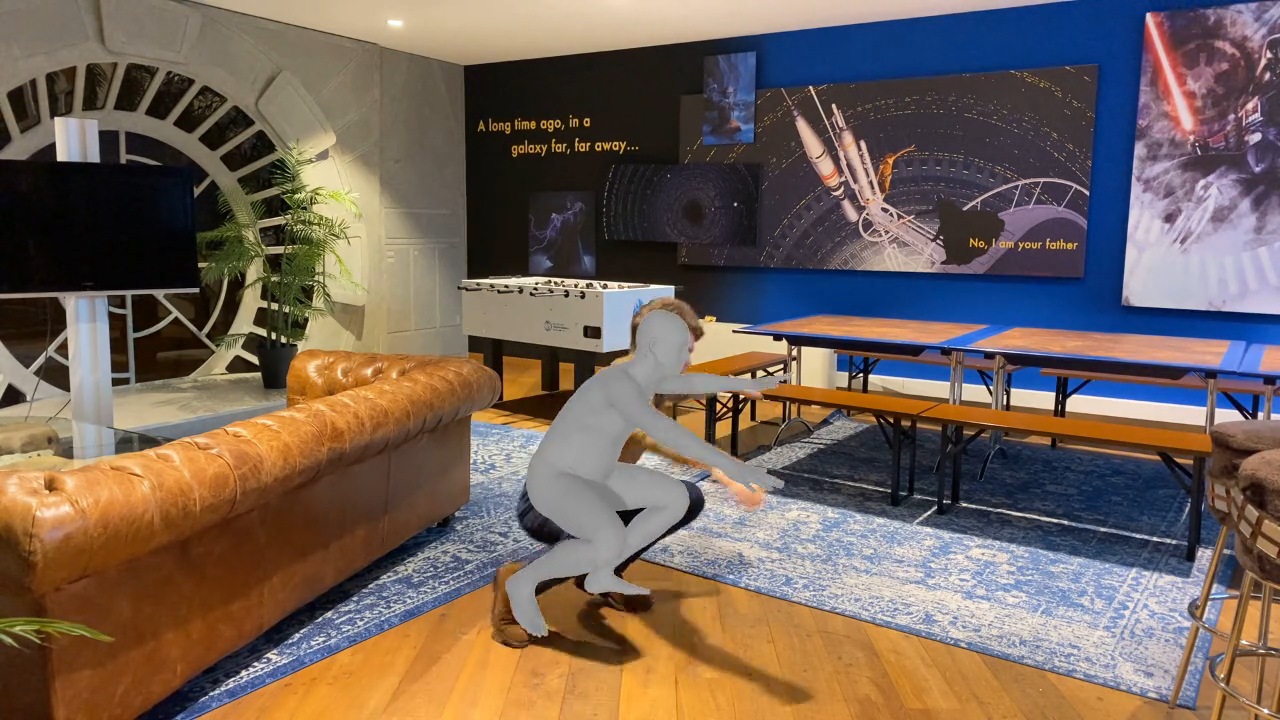 A long time ago, in a
galaxy far, far away...
No, I am your father